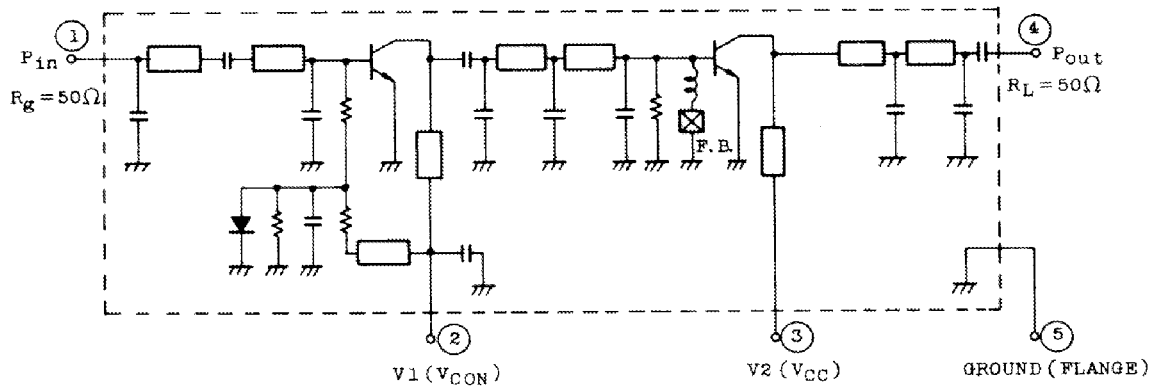 1
4
Pin
Pout
Rg=50Ω
RL=50Ω
F.B.
2
3
5
V1(VCON)
V2(VCC)
GROUND(FLANGE)